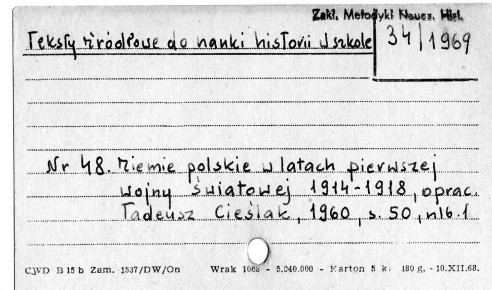 Zakł. Metodyki Naucz. Hist.
Teksty źródłowe do nauki historii w szkole
34/1969
Nr 48. Ziemie polskie w latach pierwszej
wojny światowej 1914-1918, oprac.
Tadeusz Cieślak, 1960, s. 50, nlb. 1
CWD B 15 b Zam. 1537/DW/On Wrak 1068 - 5.040.000 - Karton 5 k. 180 g, - 10.XII.68.